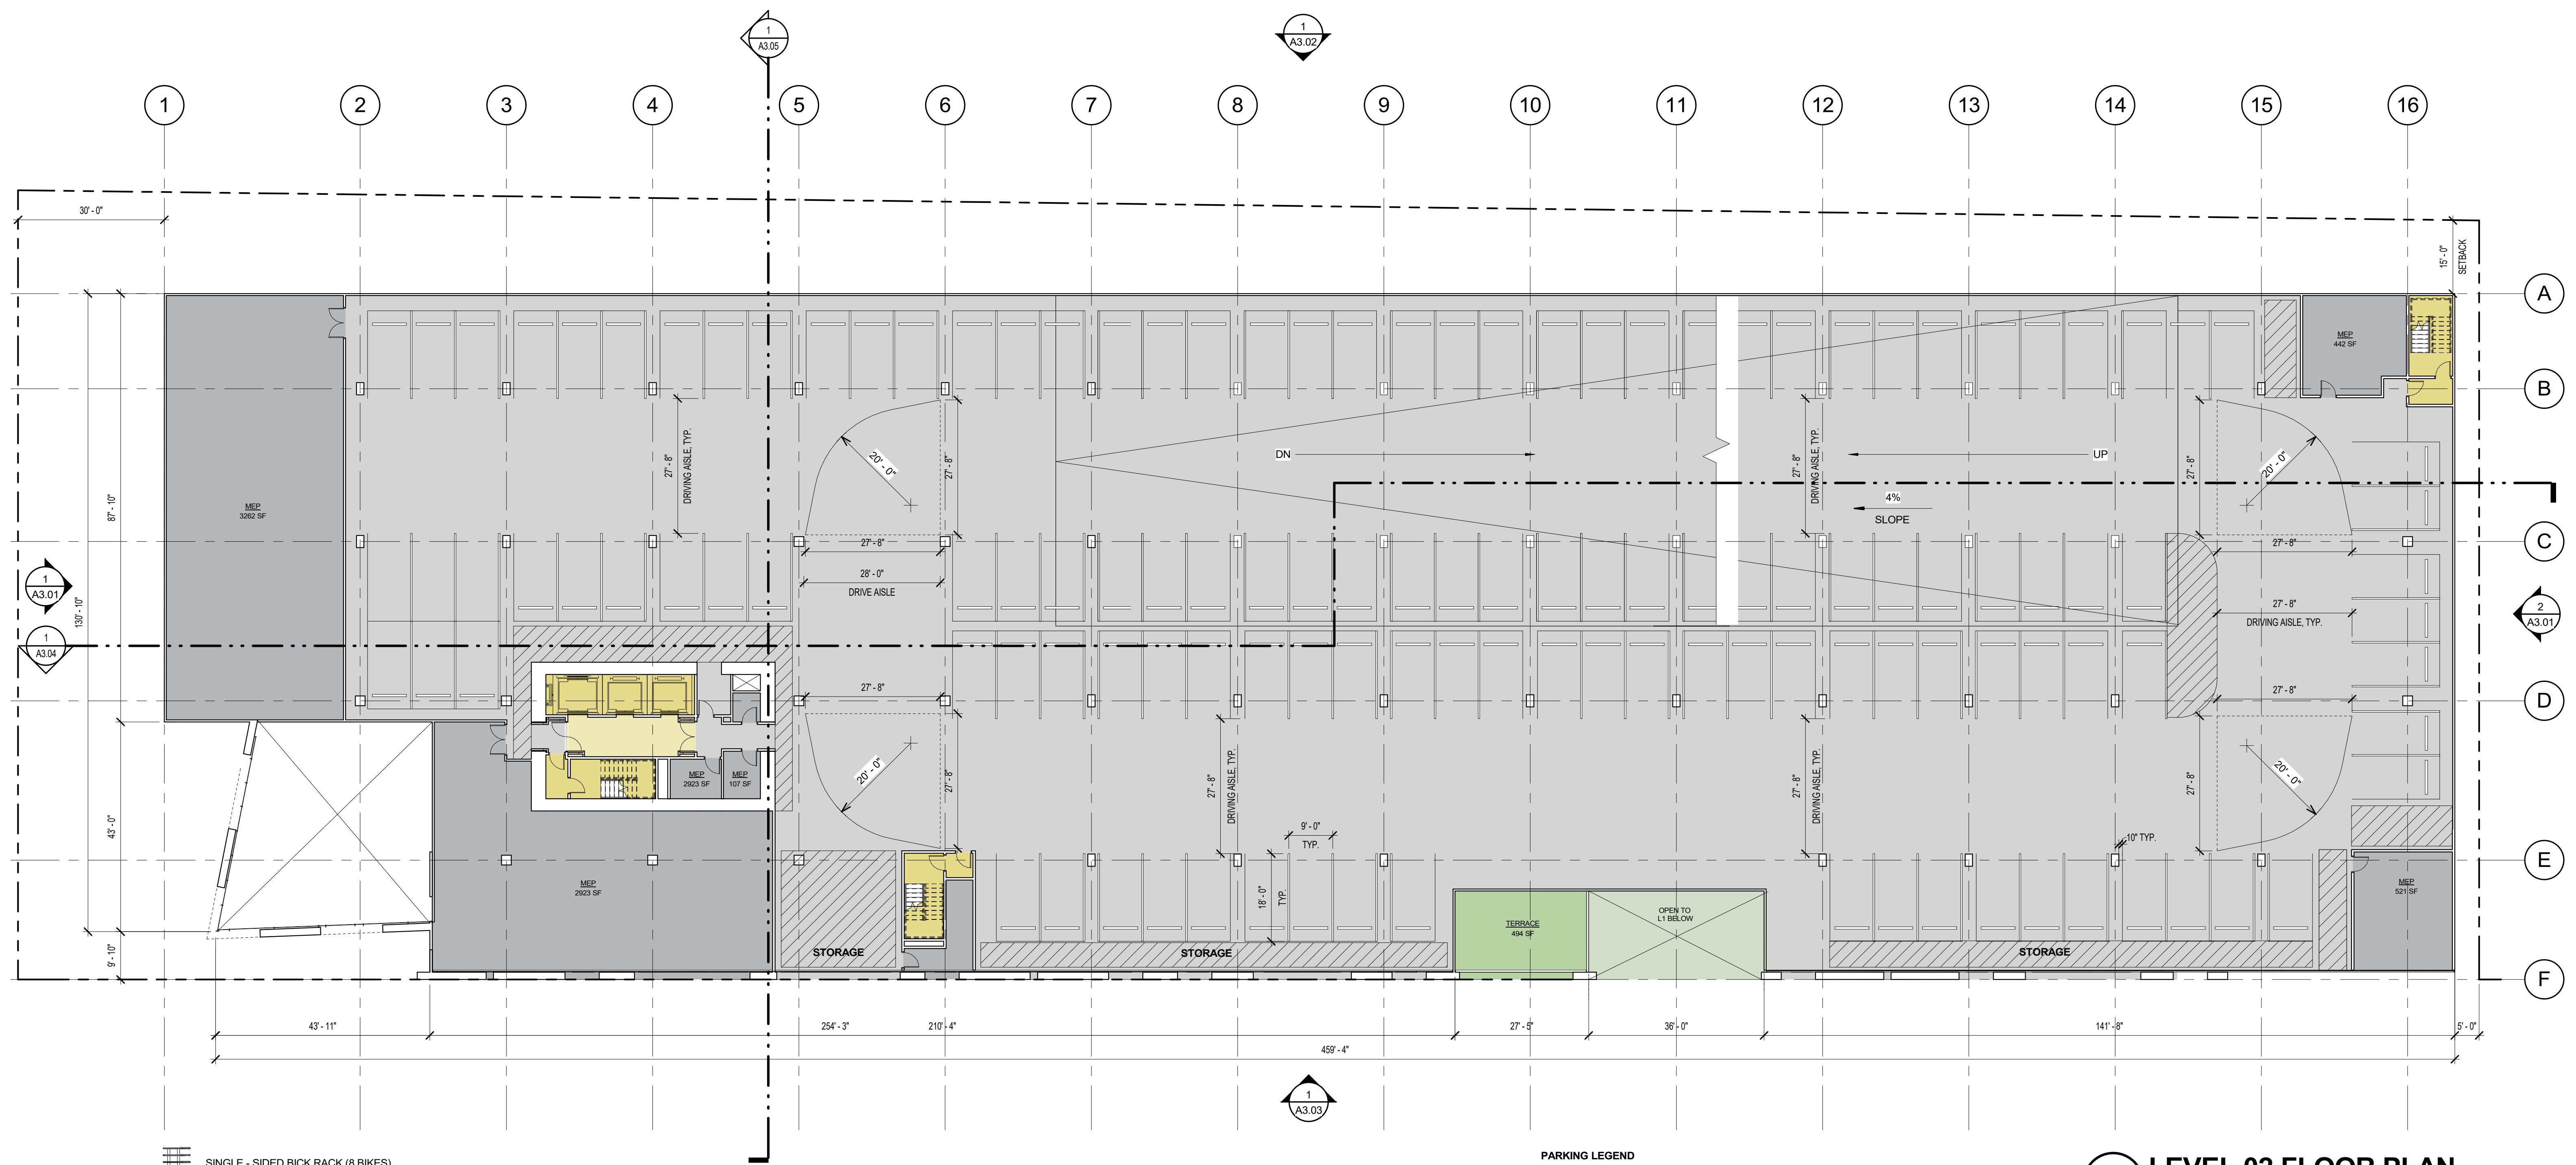 1
A3.05
1
A3.02
1
2
3
4
5
6
7
8
9
10
11
12
13
14
15
16
30' - 0"
15' - 0"
SETBACK
A
B
C
D
E
F
MEP
442 SF
MEP
3262 SF
87' - 10"
130' - 10"
43' - 0"
9' - 10"
27' - 8"
DRIVING AISLE, TYP.
20' - 0"
27' - 8"
DN
27' - 8"
DRIVING AISLE, TYP.
UP
4%
SLOPE
27' - 8"
20' - 0"
27' - 8"
28' - 0"
DRIVE AISLE
27' - 8"
27' - 8"
DRIVING AISLE, TYP.
1
A3.01
1
A3.04
2
A3.01
27' - 8"
27' - 8"
20' - 0"
27' - 8"
27' - 8"
DRIVING AISLE, TYP.
27' - 8"
DRIVING AISLE, TYP.
27' - 8"
20' - 0"
MEP
2923 SF
MEP
107 SF
9' - 0"
TYP.
10" TYP.
18' - 0"
TYP.
MEP
2923 SF
MEP
521 SF
TERRACE
494 SF
OPEN TO
L1 BELOW
STORAGE
STORAGE
STORAGE
43' - 11"
254' - 3"
210' - 4"
27' - 5"
36' - 0"
141' - 8"
5' - 0"
459' - 4"
1
A3.03
SINGLE - SIDED BICK RACK (8 BIKES)
PARKING LEGEND